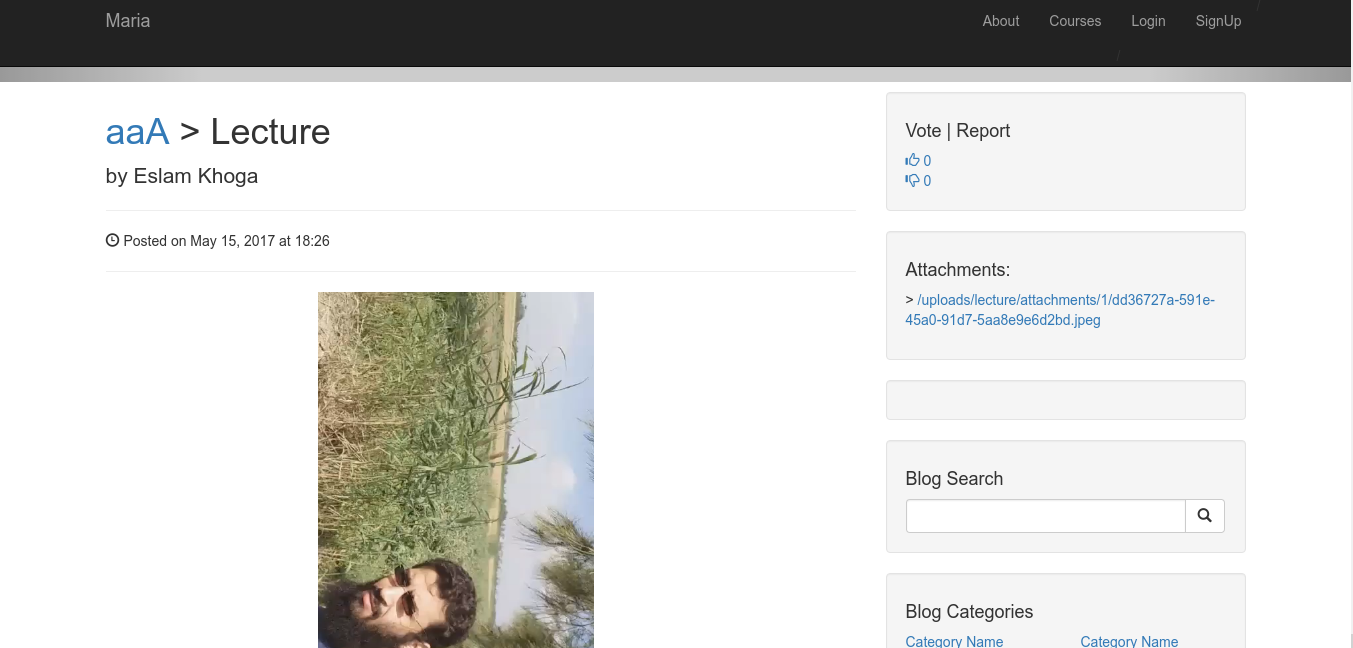 Maria
About Courses Login SignUp
aaA > Lecture
by Eslam Khoga
Posted on May 15, 2017 at 18:26
Vote | Report
0
0
Attachments:
> /uploads/lecture/attachments/1/dd36727a-591e-
45a0-91d7-5aa8e9e6d2bd.jpeg
Blog Search
Blog Categories
Category Name Category Name